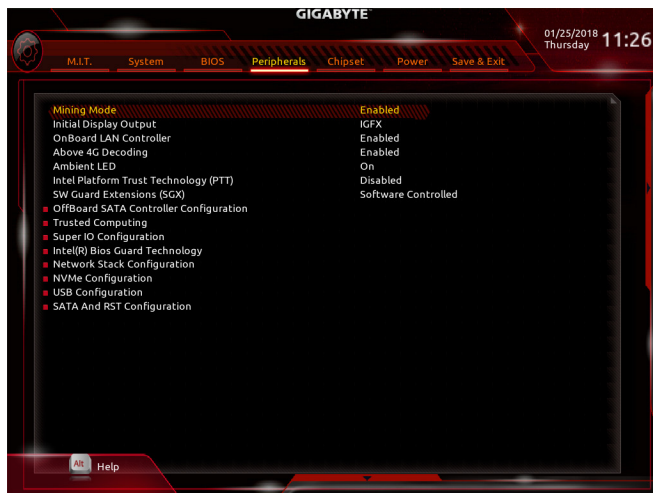 GIGABYTE
01/25/2018 11:26
Thursday
M.I.T. System BIOS Peripherals Chipset Power Save & Exit
Mining Mode Enabled
Initial Display Output IGFX
OnBoard LAN Controller Enabled
Above 4G Decoding Enabled
Ambient LED On
Intel Platform Trust Technology (PTT) Disabled
SW Guard Extensions (SGX) Software Controlled
OffBoard SATA Controller Configuration
Trusted Computing
Super IO Configuration
Intel(R) Bios Guard Technology
Network Stack Configuration
NVMe Configuration
USB Configuration
SATA And RST Configuration
Alt Help